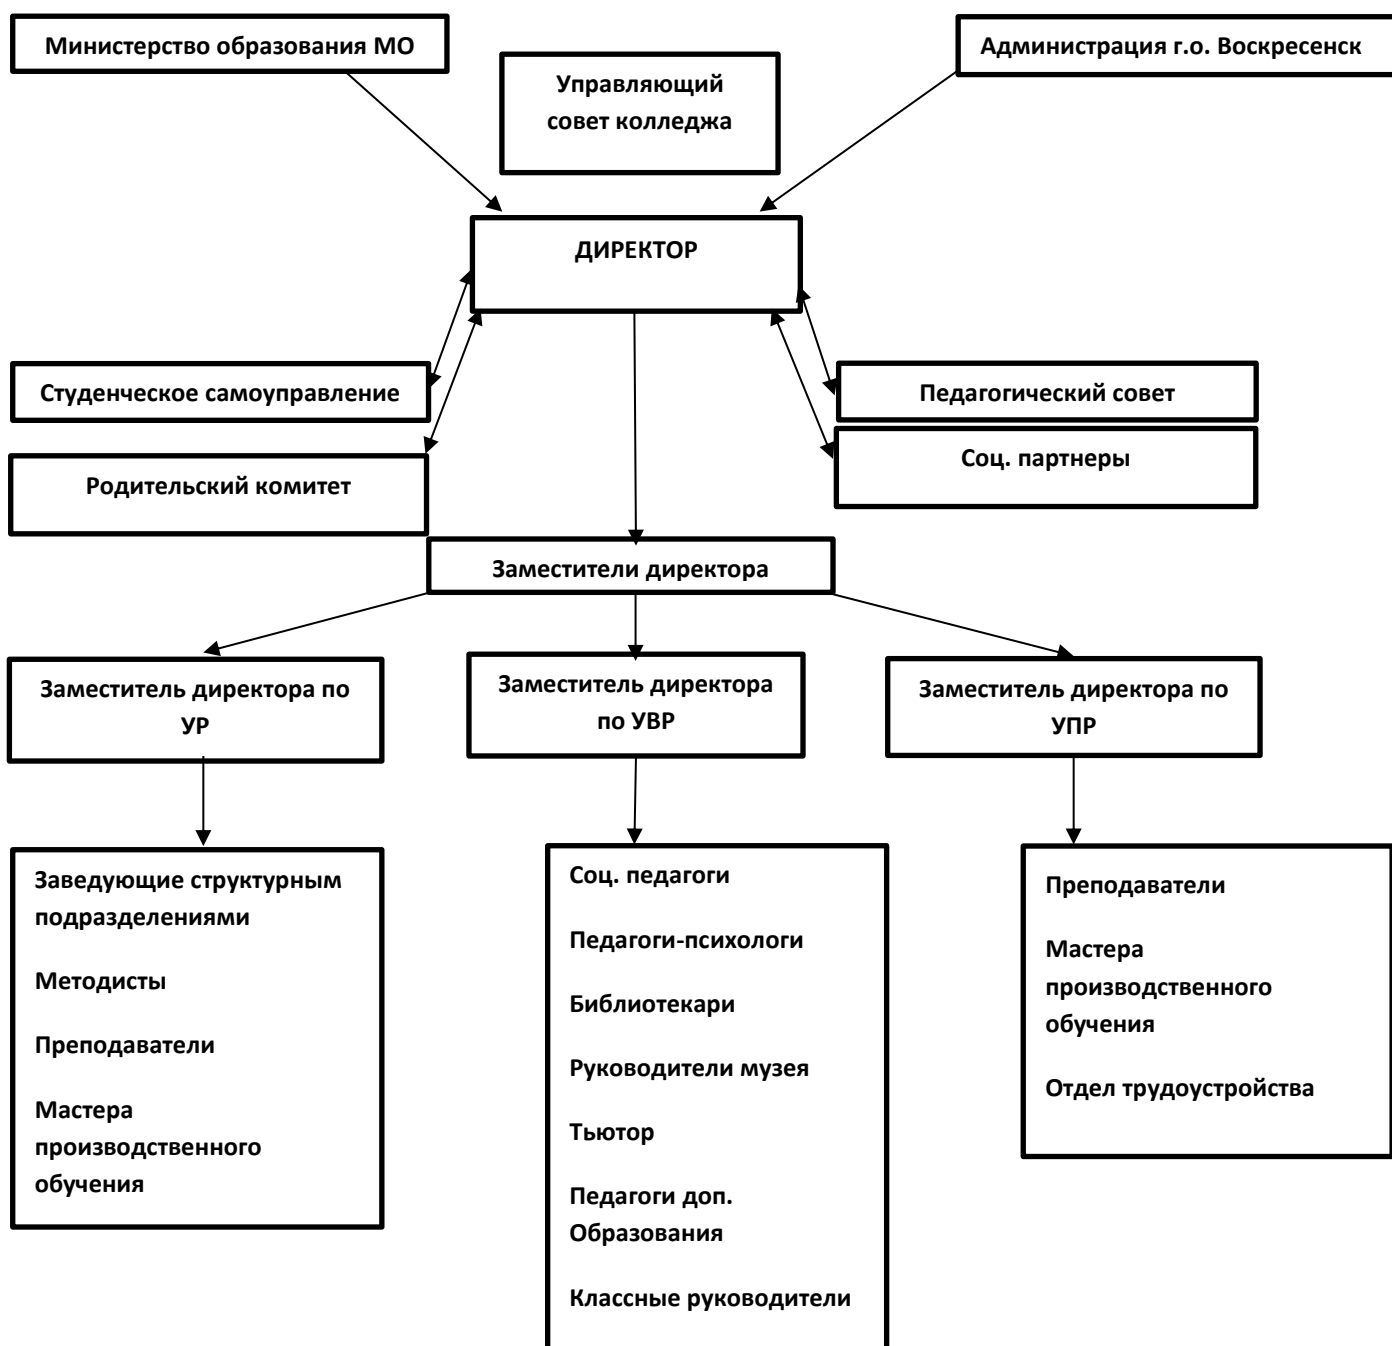 Министерство образования МО
Администрация г.о. Воскресенск
Управляющий
совет колледжа
ДИРЕКТОР
Студенческое самоуправление
Педагогический совет
Родительский комитет
Соц. партнеры
Заместители директора
Заместитель директора по
УР
Заместитель директора
по УВР
Заместитель директора по
УПР
Заведующие структурным
подразделениями
Методисты
Преподаватели
Мастера
производственного
обучения
Соц. педагоги
Педагоги-психологи
Библиотекари
Руководители музея
Тьютор
Педагоги доп.
Образования
Классные руководители
Преподаватели
Мастера
производственного
обучения
Отдел трудоустройства